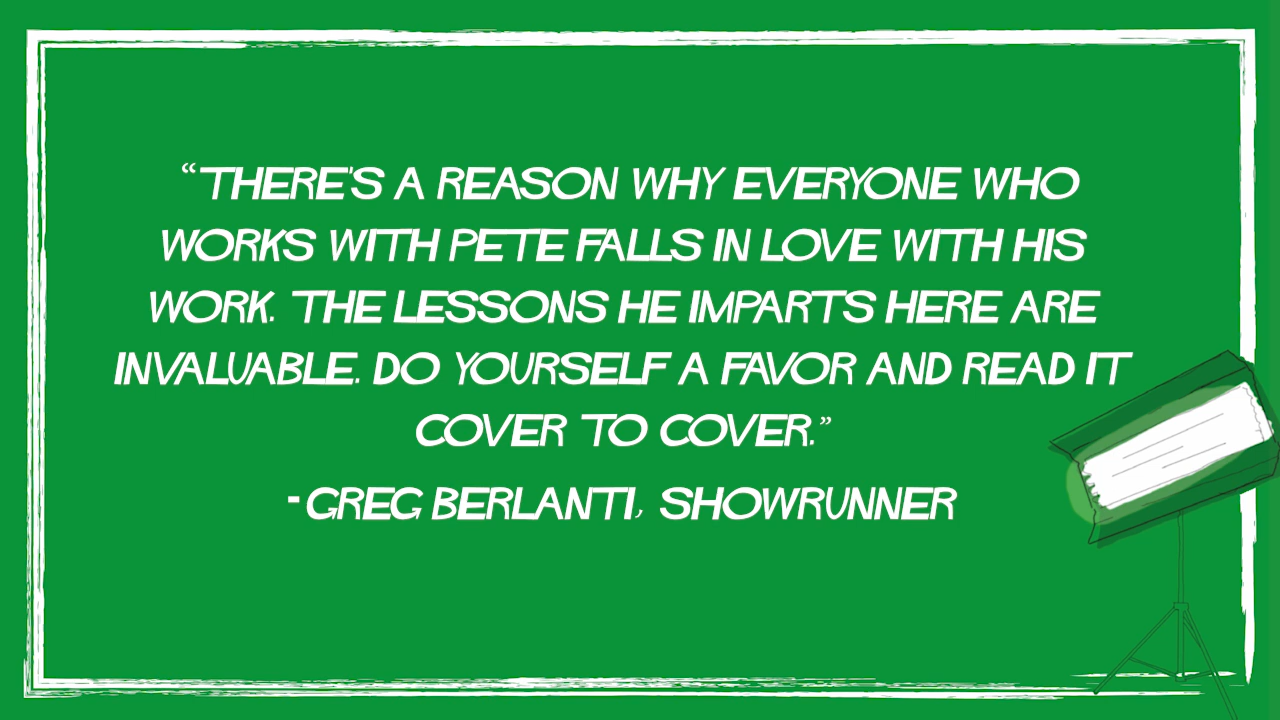 “THERE'S A REASON WHY EVERYONE WHO
WORKS WITH PETE FALLS IN LOVE WITH HIS
WORK. THE LESSONS HE IMPARTS HERE ARE
INVALUABLE. DO YOURSELF A FAVOR AND READ IT
COVER TO COVER.”
-GREG BERLANTI, SHOWRUNNER